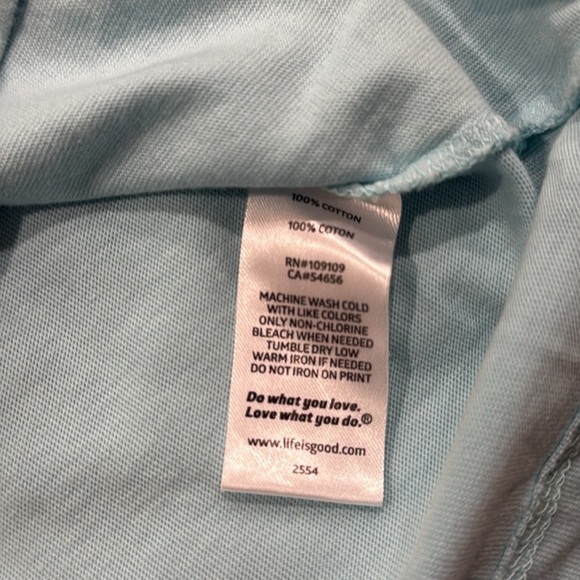 100% COTTON
100% COTON
RN#109109
CA#54656
MACHINE WASH COLD
WITH LIKE COLORS
ONLY NON-CHLORINE
BLEACH WHEN NEEDED
TUMBLE DRY LOW
WARM IRON IF NEEDED
DO NOT IRON ON PRINT
Do what you love.
Love what you do.®
www.lifeisgood.com
2554